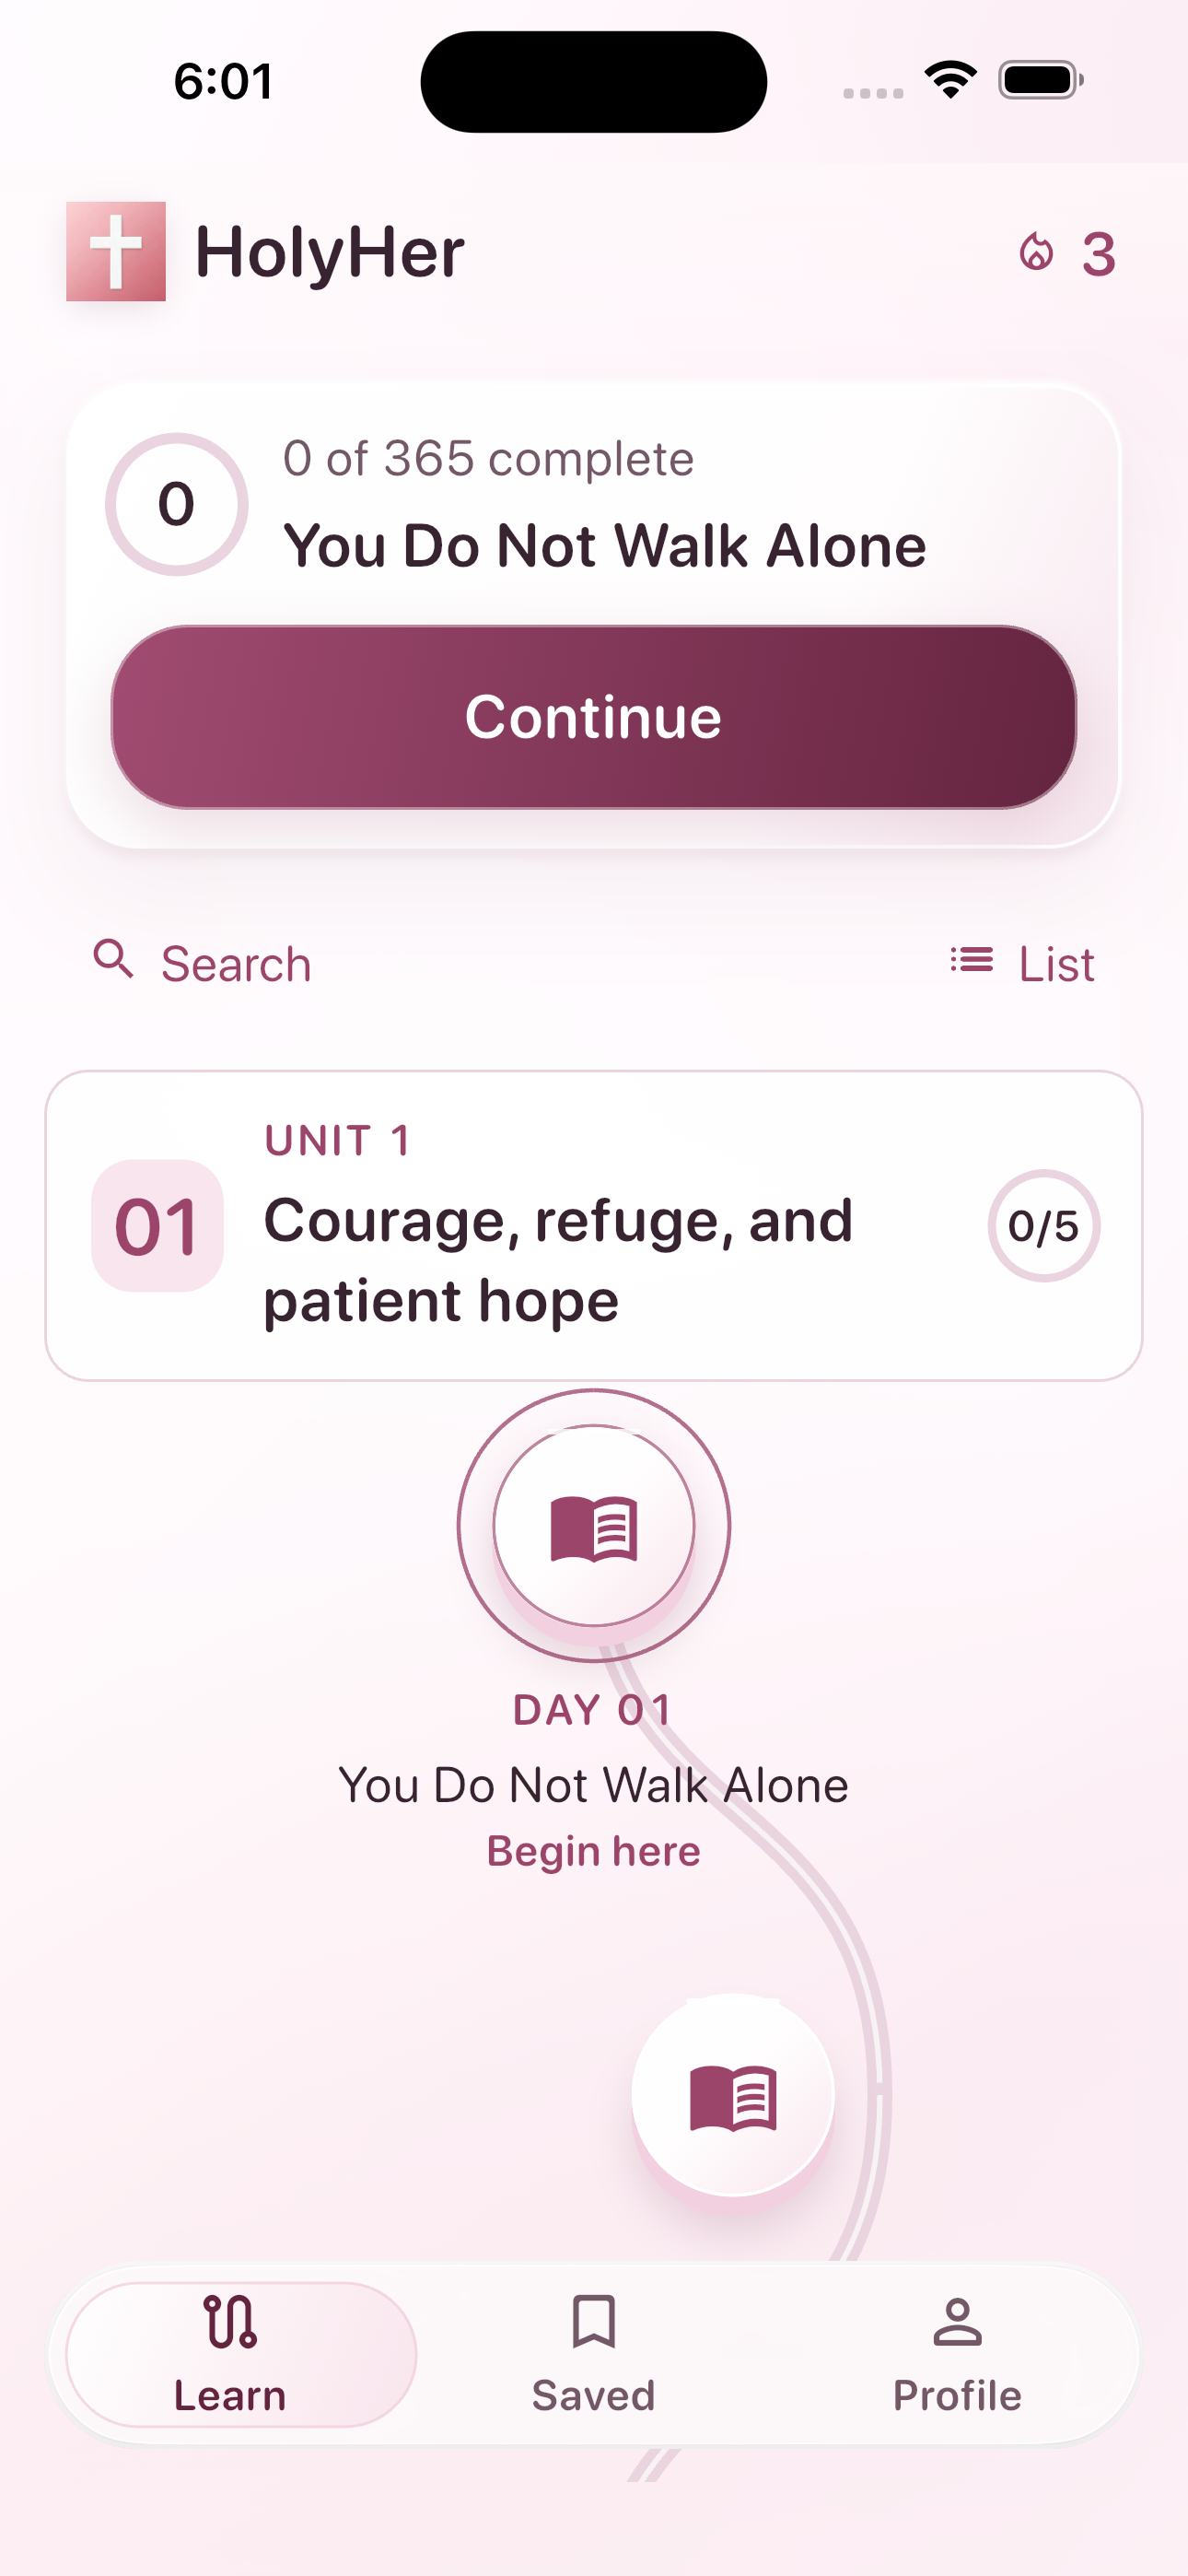 6:01
HolyHer
3
0
0 of 365 complete
You Do Not Walk Alone
Continue
Search
List
UNIT 1
01
Courage, refuge, and
patient hope
0/5
DAY 01
You Do Not Walk Alone
Begin here
Learn
Saved
Profile